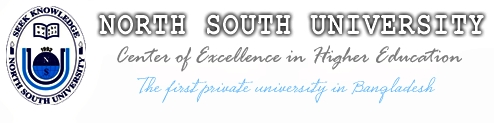 SEEK KNOWLEDGE
NORTH SOUTH UNIVERSITY
NORTH SOUTH UNIVERSITY
Center of Excellence in Higher Education
The first private university in Bangladesh